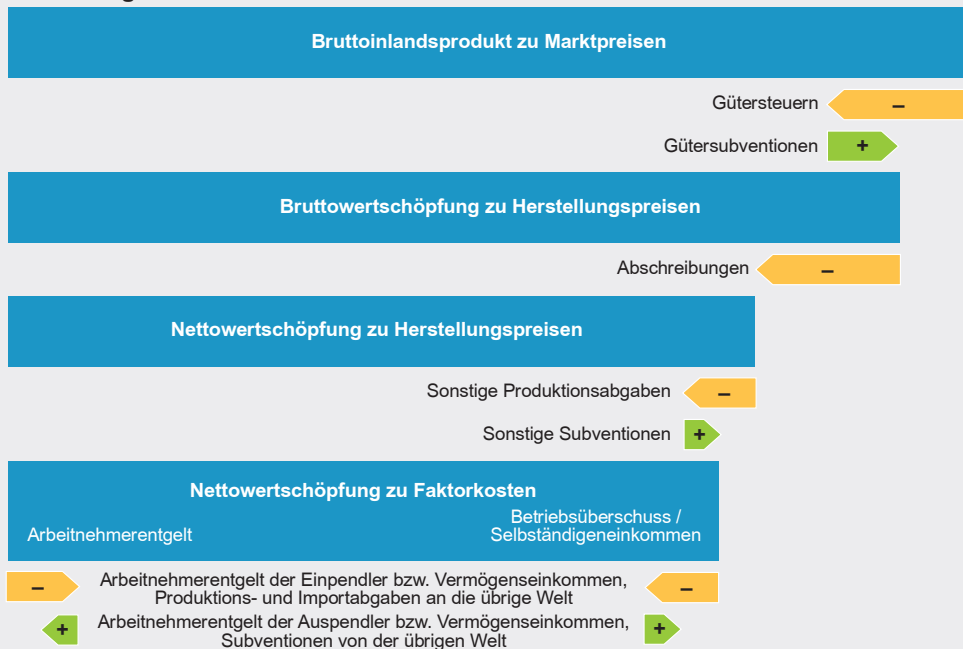 Bruttoinlandsprodukt zu Marktpreisen
Gütersteuern –
Gütersubventionen +
Bruttowertschöpfung zu Herstellungspreisen
Abschreibungen –
Nettowertschöpfung zu Herstellungspreisen
Sonstige Produktionsabgaben –
Sonstige Subventionen +
Nettowertschöpfung zu Faktorkosten
Arbeitnehmerentgelt
Betriebsüberschuss /
Selbständigeneinkommen
– Arbeitnehmerentgelt der Einpendler bzw. Vermögenseinkommen, –
Produktions- und Importabgaben an die übrige Welt
+ Arbeitnehmerentgelt der Auspendler bzw. Vermögenseinkommen, +
Subventionen von der übrigen Welt